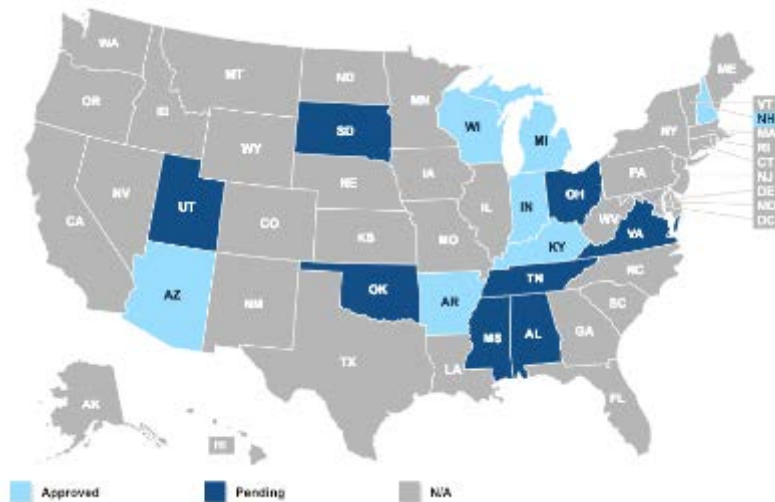 WA
MT
ND
MN
ME
OR
ID
SD
WI
MI
NY
VT
NH
MA
RI
CT
NJ
DE
MD
DC
WY
IA
NE
PA
NV
UT
IL
IN
OH
CA
CO
KS
MO
WV
VA
KY
NC
TN
AZ
NM
OK
AR
SC
MS
AL
GA
TX
LA
FL
AK
HI
Approved
Pending
N/A